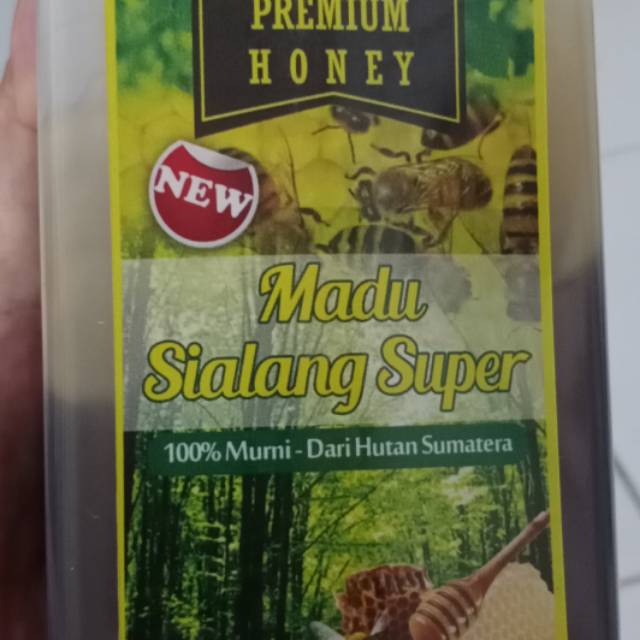 PREMIUM
HONEY
NEW
Madu
Sialang Super
100% Murni - Dari Hutan Sumatera